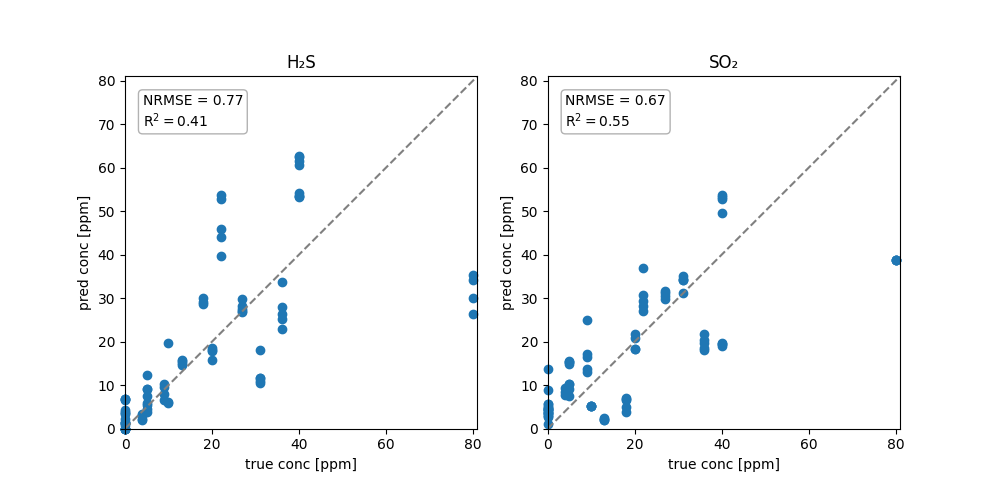 H₂S
NRMSE = 0.77
R² = 0.41
80
70
60
50
40
30
20
10
0
pred conc [ppm]
0 20 40 60 80
true conc [ppm]
SO₂
NRMSE = 0.67
R² = 0.55
80
70
60
50
40
30
20
10
0
pred conc [ppm]
0 20 40 60 80
true conc [ppm]